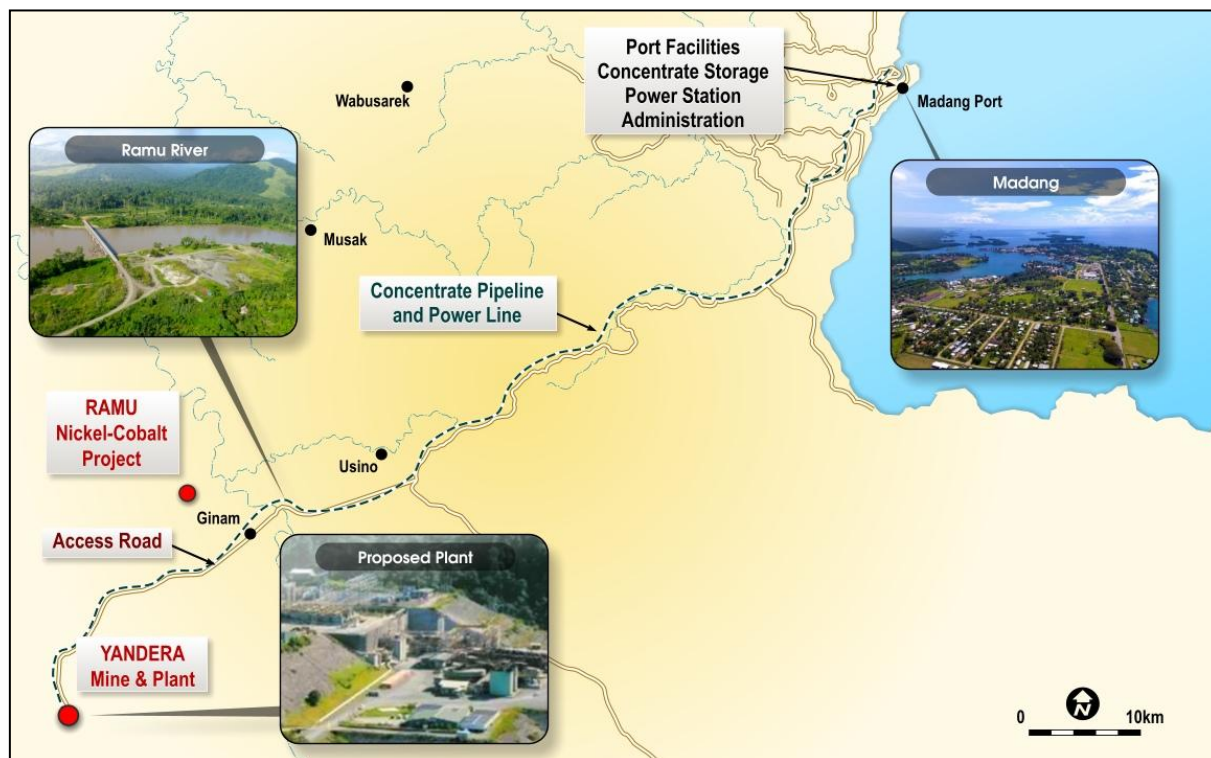 Port Facilities
Concentrate Storage
Power Station
Administration
Wabusarek
Madang Port
Ramu River
Madang
Musak
Concentrate Pipeline
and Power Line
RAMU
Nickel-Cobalt
Project
Usino
Ginam
Access Road
Proposed Plant
YANDERA
Mine & Plant
N
0 10km